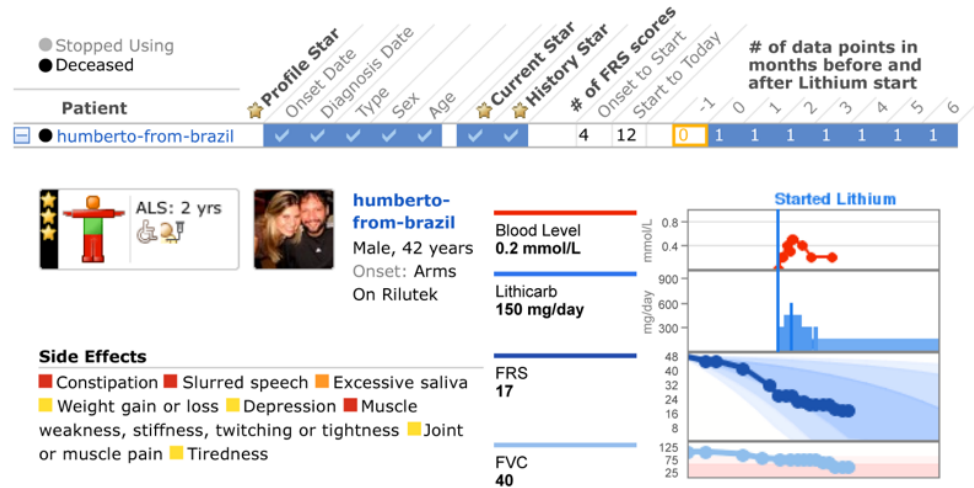 Stopped Using
Deceased
Patient
Profile Star
Onset Date
Diagnosis Date
Type
Sex
Age
Current Star
History Star
# of FRS scores
Onset to Start
Start to Today
# of data points in
months before and
after Lithium start
-1 0 1 2 3 4 5 6
humberto-from-brazil 4 12 0 1 1 1 1 1 1 1
ALS: 2 yrs
humberto-
from-brazil
Male, 42 years
Onset: Arms
On Rilutek
Side Effects
Constipation Slurred speech Excessive saliva
Weight gain or loss Depression Muscle
weakness, stiffness, twitching or tightness Joint
or muscle pain Tiredness
Blood Level
0.2 mmol/L
Lithicarb
150 mg/day
FRS
17
FVC
40
Started Lithium
mmol/L
0.8
0.4
mg/day
900
600
300
48
40
32
24
16
8
125
75
25